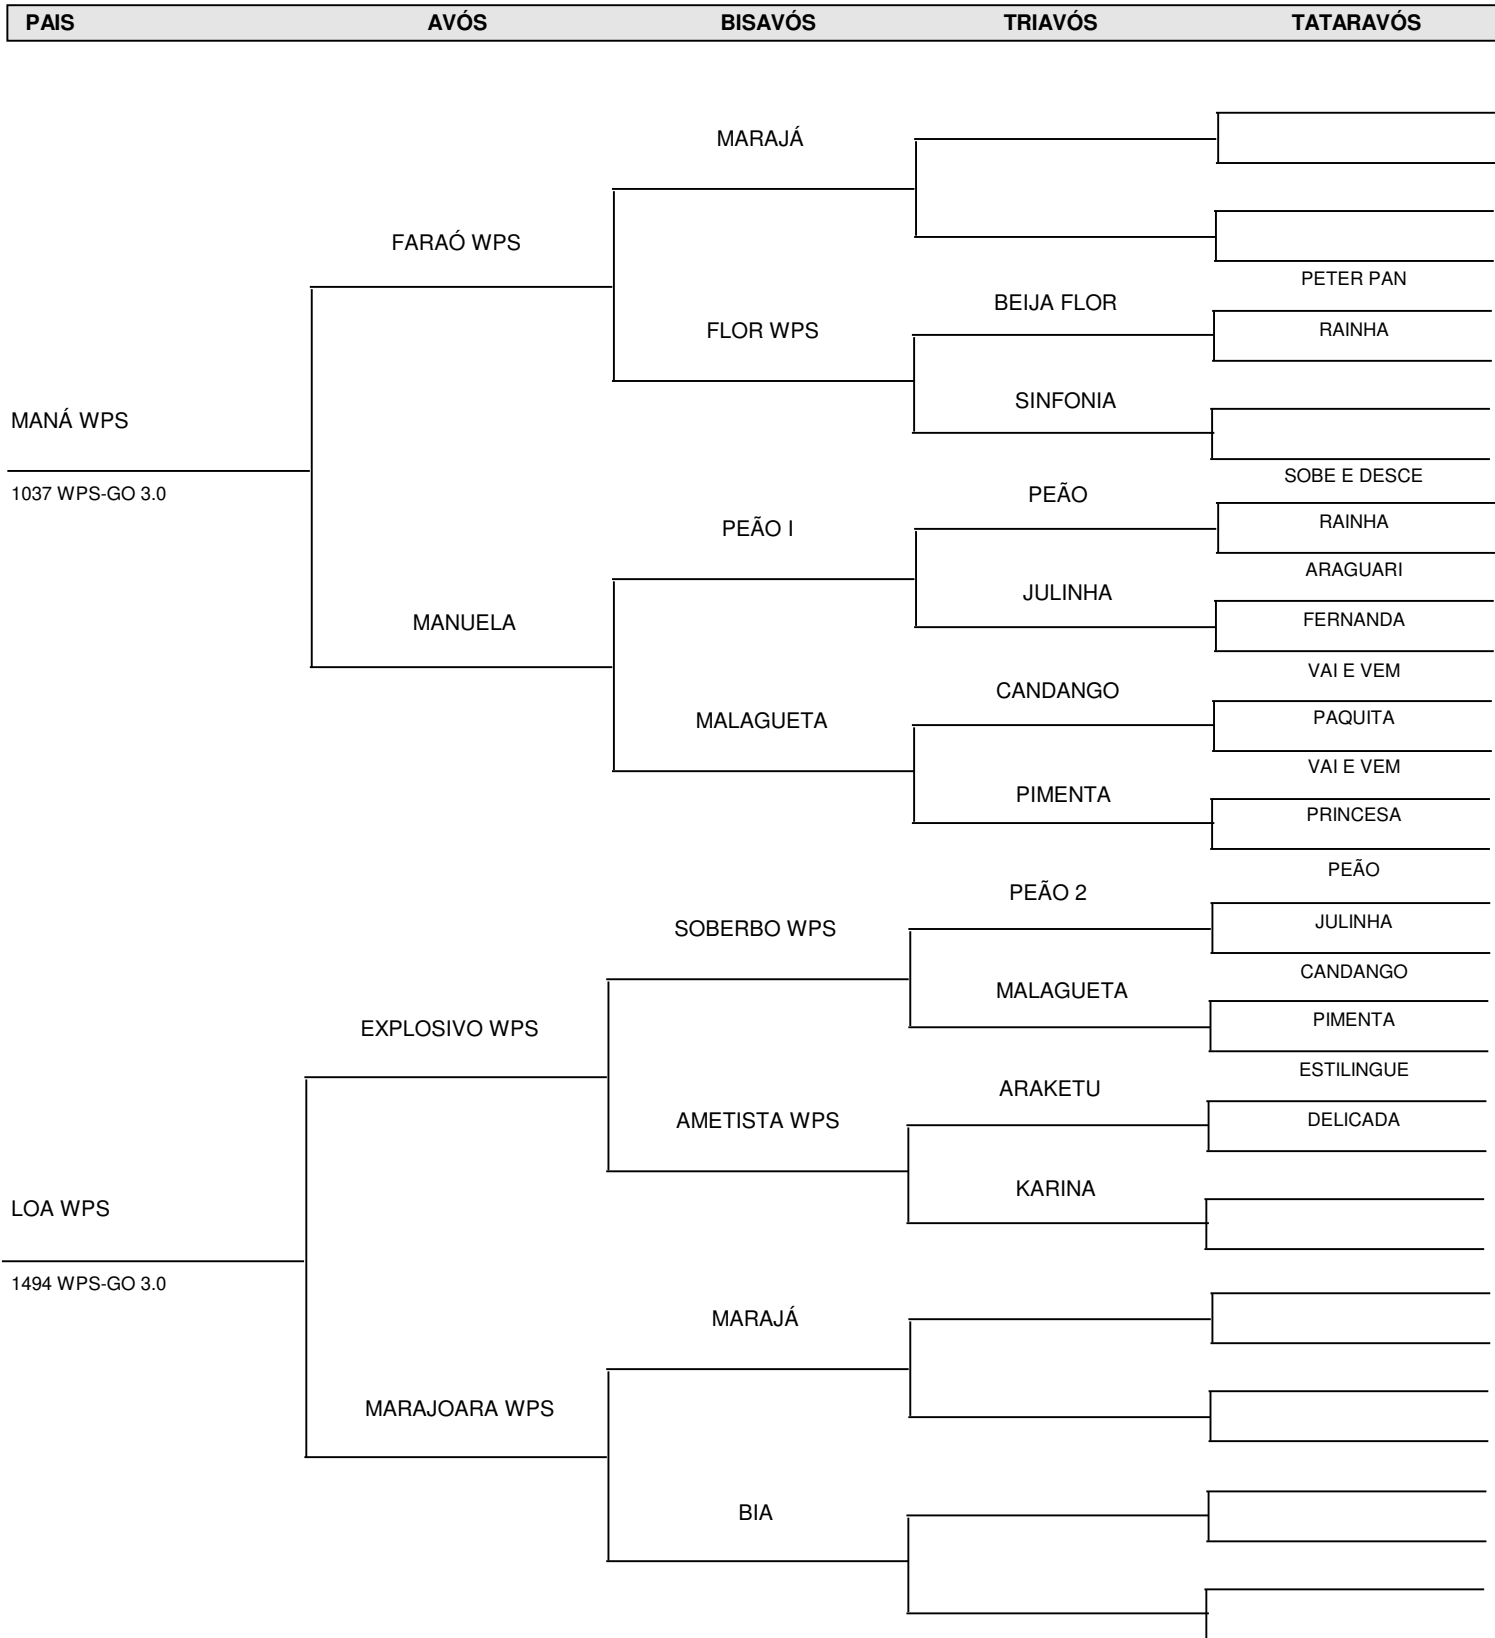 PAIS AVÓS BISAVÓS TRIAVÓS TATARAVÓS
MARAJÁ
FARAÓ WPS
PETER PAN
BEIJA FLOR
FLOR WPS
RAINHA
SINFONIA
MANÁ WPS
SOBE E DESCE
1037 WPS-GO 3.0
PEÃO
PEÃO I
RAINHA
ARAGUARI
JULINHA
MANUELA
FERNANDA
VAI E VEM
CANDANGO
MALAGUETA
PAQUITA
VAI E VEM
PIMENTA
PRINCESA
PEÃO
PEÃO 2
SOBERBO WPS
JULINHA
CANDANGO
MALAGUETA
EXPLOSIVO WPS
PIMENTA
ESTILINGUE
ARAKETU
AMETISTA WPS
DELICADA
KARINA
LOA WPS
1494 WPS-GO 3.0
MARAJÁ
MARAJOARA WPS
BIA